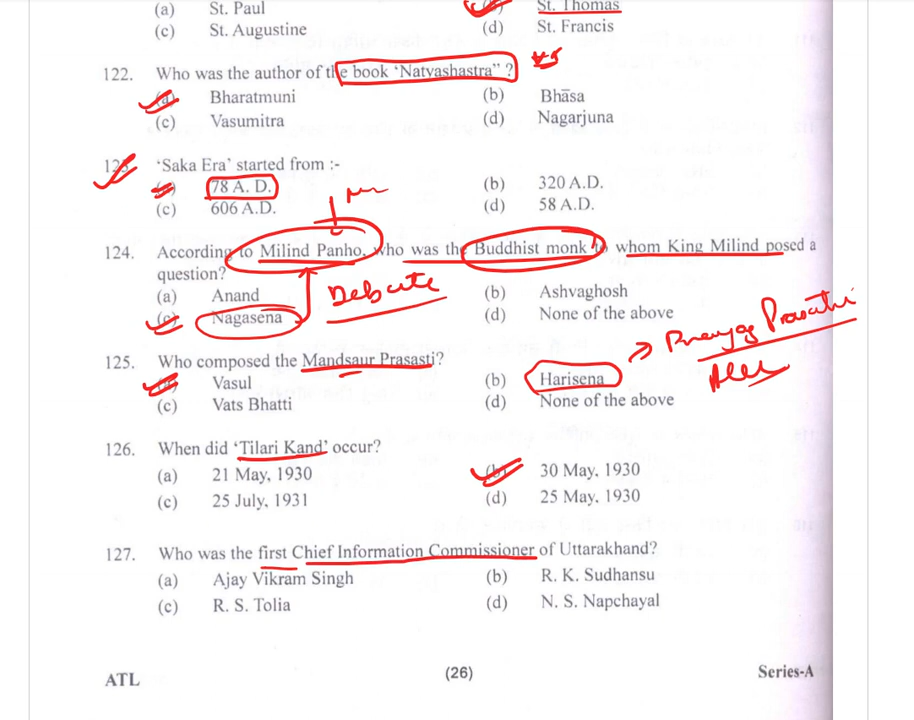 (a) St. Paul St. Thomas
(c) St. Augustine (d) St. Francis
122. Who was the author of the book ‘Natvashastra” ?
Bharatmuni (b) Bhāsa
(c) Vasumitra (d) Nagarjuna
‘Saka Era’ started from :-
78 A. D. (b) 320 A.D.
(c) 606 A.D. (d) 58 A.D.
124. According to Milind Panho, who was the Buddhist monk to whom King Milind posed a
question?
(a) Anand (b) Ashvaghosh
Debate
Nagasena (d) None of the above
125. Who composed the Mandsaur Prasasti?
Vasul (b) Harisena
(c) Vats Bhatti (d) None of the above
126. When did ‘Tilari Kand’ occur?
(a) 21 May, 1930 (b) 30 May. 1930
(c) 25 July, 1931 (d) 25 May. 1930
127. Who was the first Chief Information Commissioner of Uttarakhand?
(a) Ajay Vikram Singh (b) R. K. Sudhansu
(c) R. S. Tolia (d) N. S. Napchayal
ATL (26) Series-A